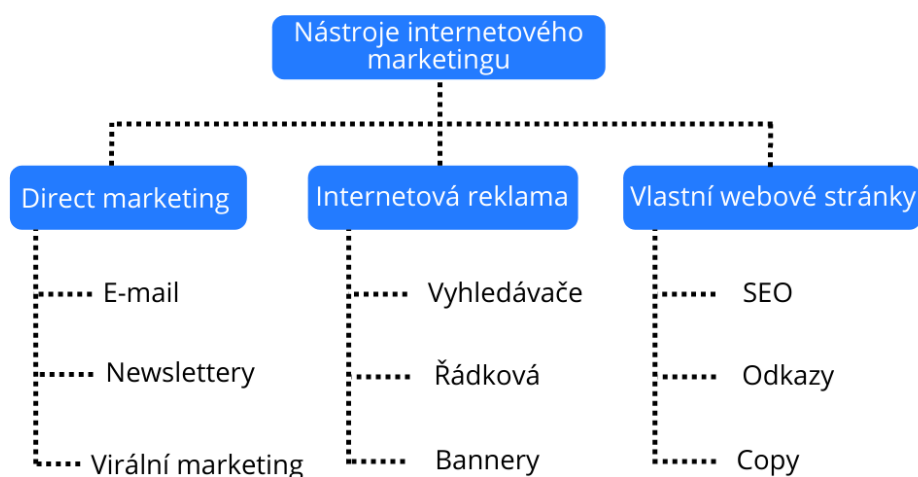 Nástroje internetového
marketingu
Direct marketing
Internetová reklama
Vlastní webové stránky
E-mail
Vyhledávače
SEO
Newslettery
Řádková
Odkazy
Virální marketing
Bannery
Copy